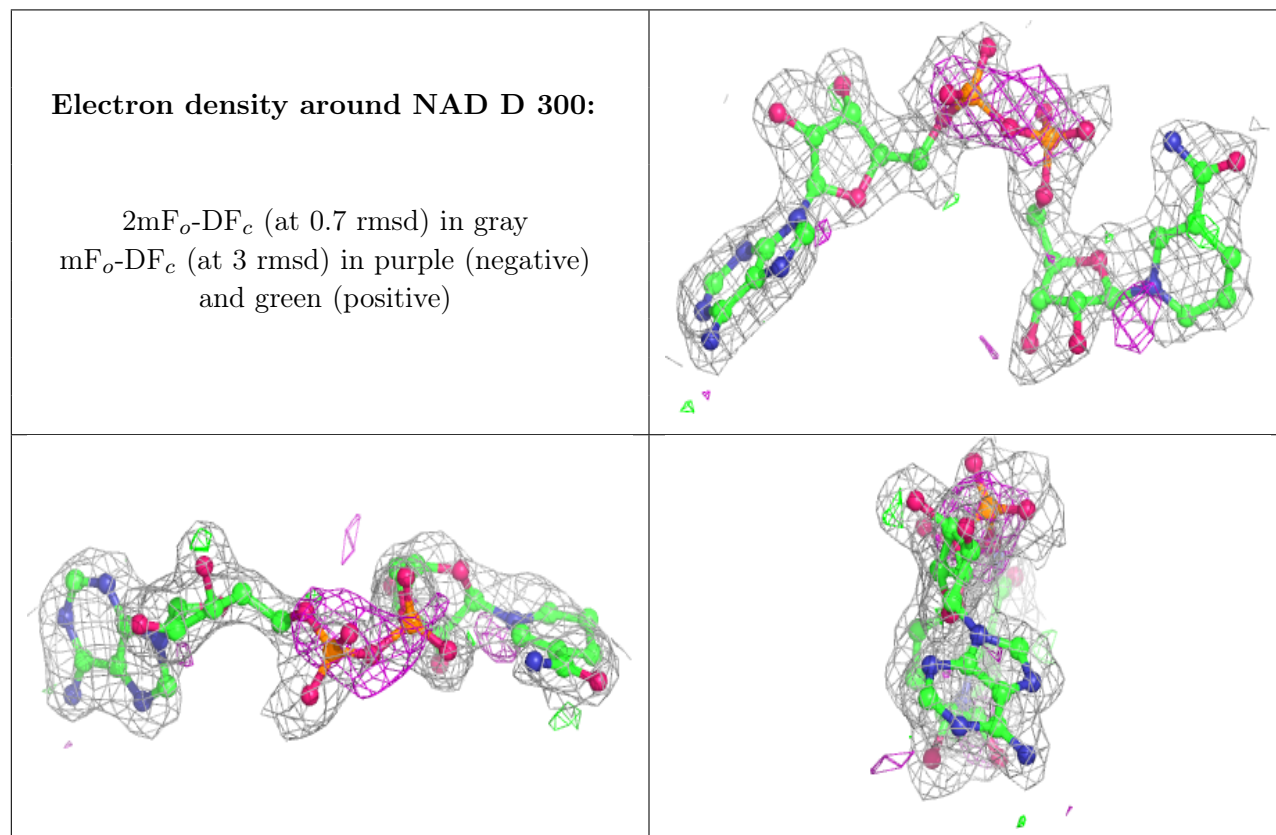 Electron density around NAD D 300:
2mFo-DFc (at 0.7 rmsd) in gray
mFo-DFc (at 3 rmsd) in purple (negative)
and green (positive)